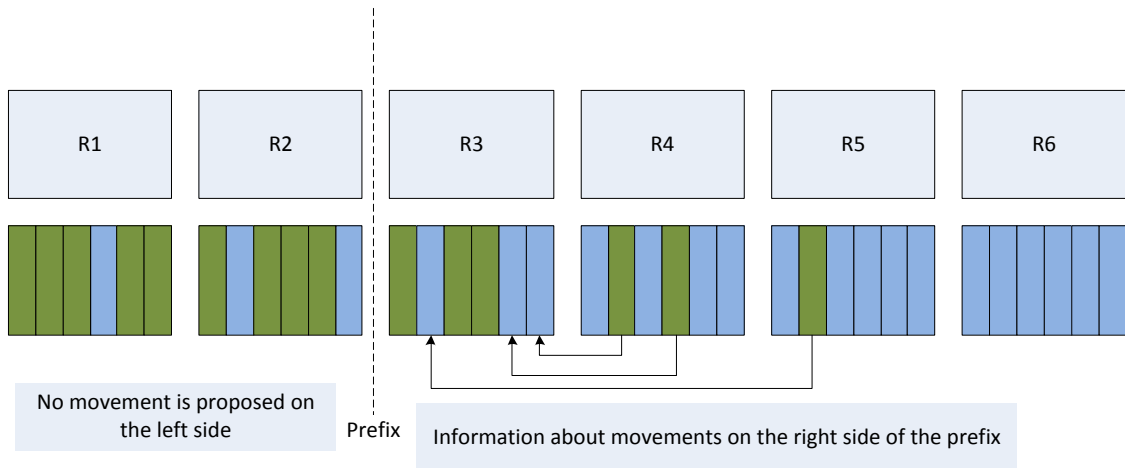 R1
R2
R3
R4
R5
R6
No movement is proposed on
the left side
Prefix
Information about movements on the right side of the prefix